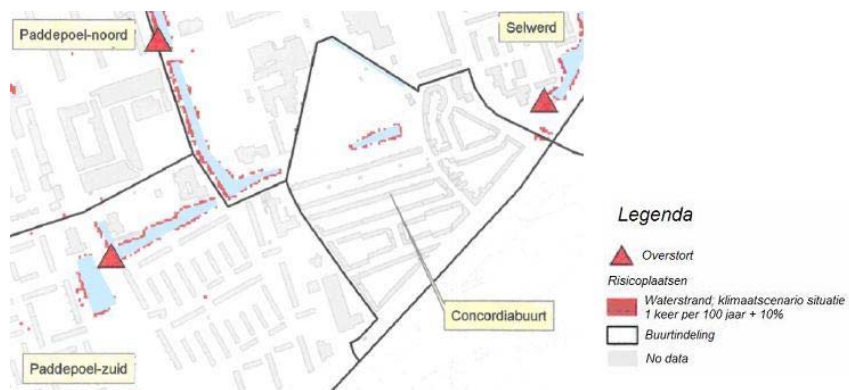 Paddepoel-noord
Selwerd
Concordiabuurt
Paddepoel-zuid
Legenda
Overstort
Risicoplaatsen
Waterstrand; klimaatscenario situatie
1 keer per 100 jaar + 10%
Buurtindeling
No data